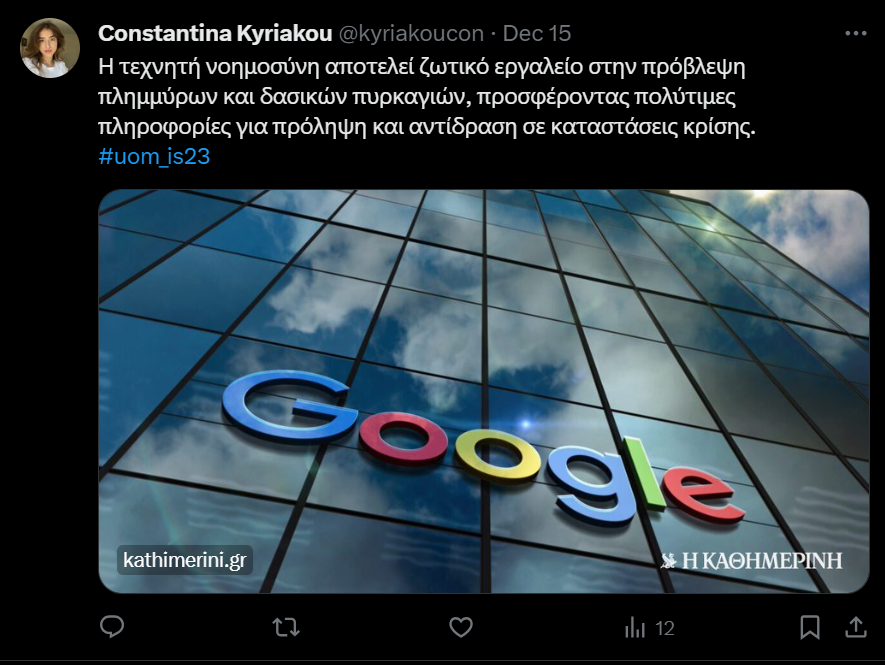 Constantina Kyriakou @kyriakoucon · Dec 15
Η τεχνητή νοημοσύνη αποτελεί ζωτικό εργαλείο στην πρόβλεψη
πλημμύρων και δασικών πυρκαγιών, προσφέροντας πολύτιμες
πληροφορίες για πρόληψη και αντίδραση σε καταστάσεις κρίσης.
#uom_is23
Google
kathimerini.gr
Η ΚΑΘΗΜΕΡΙΝΗ
12